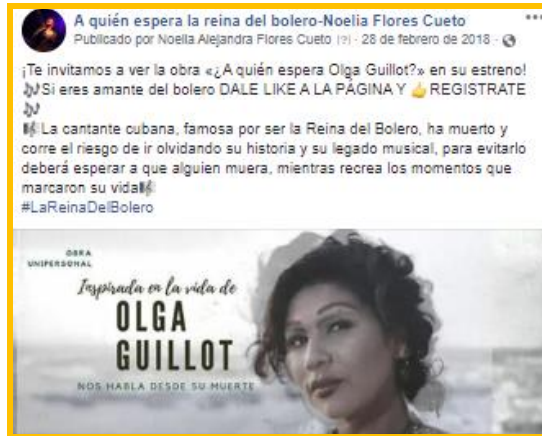 A quién espera la reina del bolero-Noelia Flores Cueto
Publicado por Noelia Alejandra Flores Cueto [?] · 28 de febrero de 2018 ·
¡Te invitamos a ver la obra «¿A quién espera Olga Guillot?» en su estreno!
🎶Si eres amante del bolero DALE LIKE A LA PÁGINA Y 👍REGISTRATE
🎶
🎼La cantante cubana, famosa por ser la Reina del Bolero, ha muerto y
corre el riesgo de ir olvidando su historia y su legado musical, para evitarlo
deberá esperar a que alguien muera, mientras recrea los momentos que
marcaron su vida🎼
#LaReinaDelBolero
OBRA
UNIPERSONAL
Inspirada en la vida de
OLGA
GUILLOT
NOS HABLA DESDE SU MUERTE